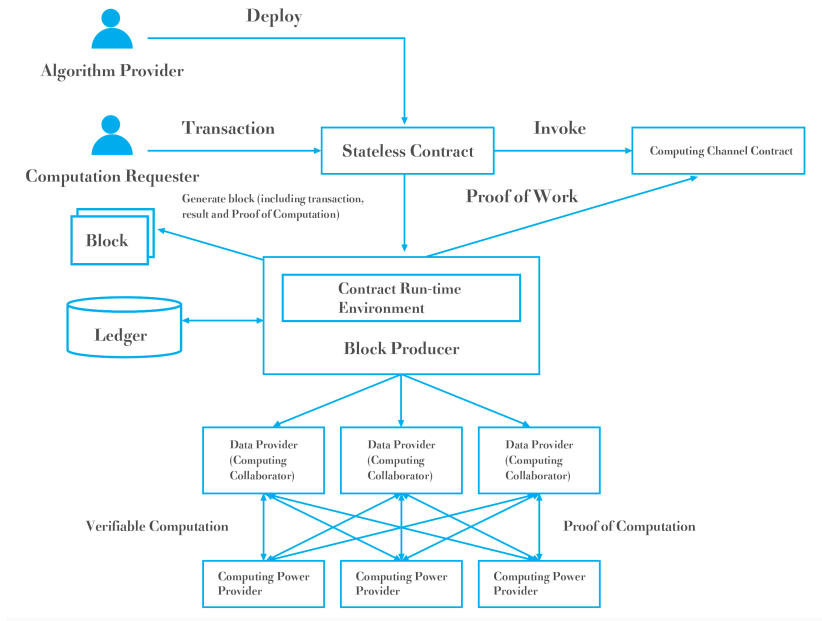 Deploy
Algorithm Provider
Transaction
Invoke
Stateless Contract
Computing Channel Contract
Computation Requester
Generate block (including transaction,
result and Proof of Computation)
Proof of Work
Block
Contract Run-time
Environment
Ledger
Block Producer
Data Provider
(Computing
Collaborator)
Data Provider
(Computing
Collaborator)
Data Provider
(Computing
Collaborator)
Verifiable Computation
Proof of Computation
Computing Power
Provider
Computing Power
Provider
Computing Power
Provider